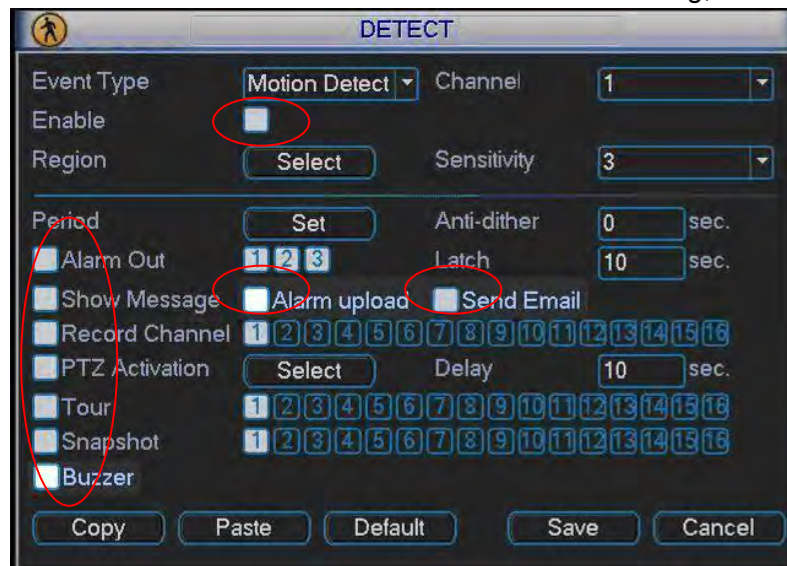 DETECT
Event Type Motion Detect Channel 1
Enable
Region Select Sensitivity 3
Period Set Anti-dither 0 sec.
Alarm Out 1 2 3 Latch 10 sec.
Show Message Alarm upload Send Email
Record Channel 1 2 3 4 5 6 7 8 9 10 11 12 13 14 15 16
PTZ Activation Select Delay 10 sec.
Tour 1 2 3 4 5 6 7 8 9 10 11 12 13 14 15 16
Snapshot 1 2 3 4 5 6 7 8 9 10 11 12 13 14 15 16
Buzzer
Copy Paste Default Save Cancel